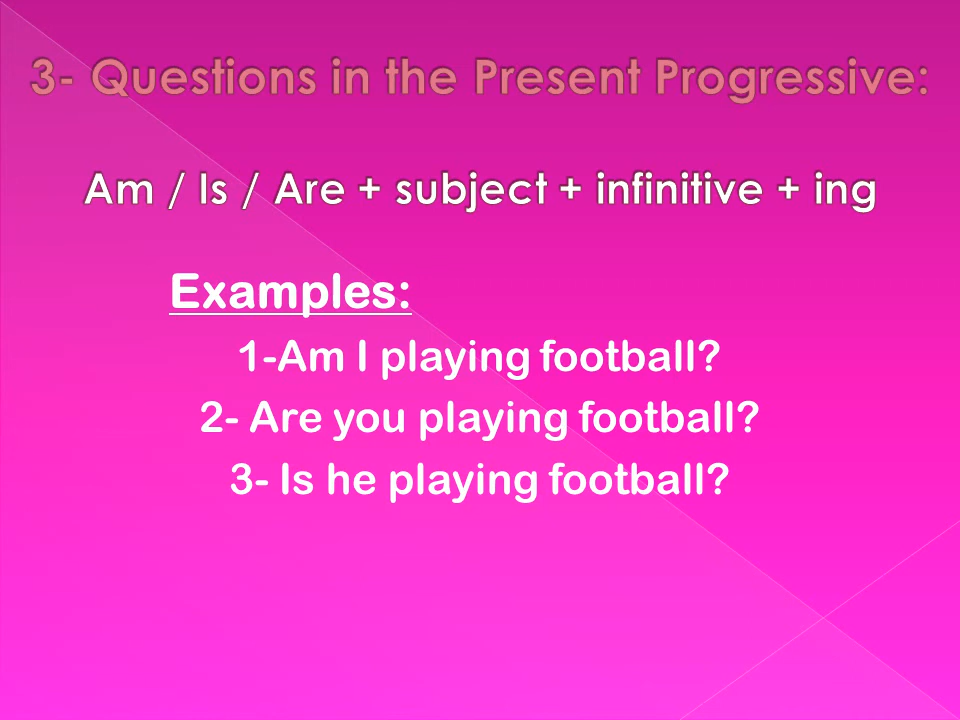 3- Questions in the Present Progressive:
Am / Is / Are + subject + infinitive + ing
Examples:
1-Am I playing football?
2- Are you playing football?
3- Is he playing football?